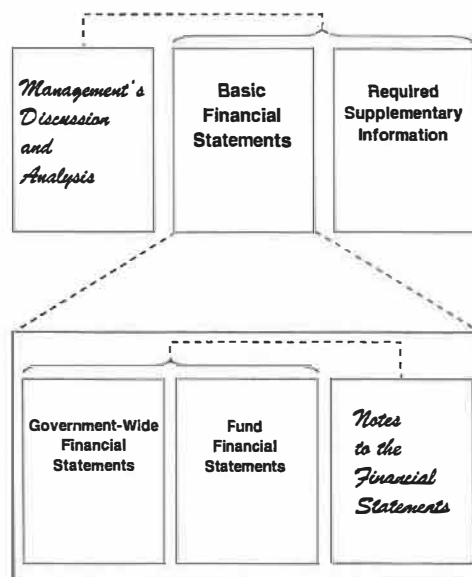 Management's
Discussion
and
Analysis
Basic
Financial
Statements
Required
Supplementary
Information
Government-Wide
Financial
Statements
Fund
Financial
Statements
Notes
to the
Financial
Statements